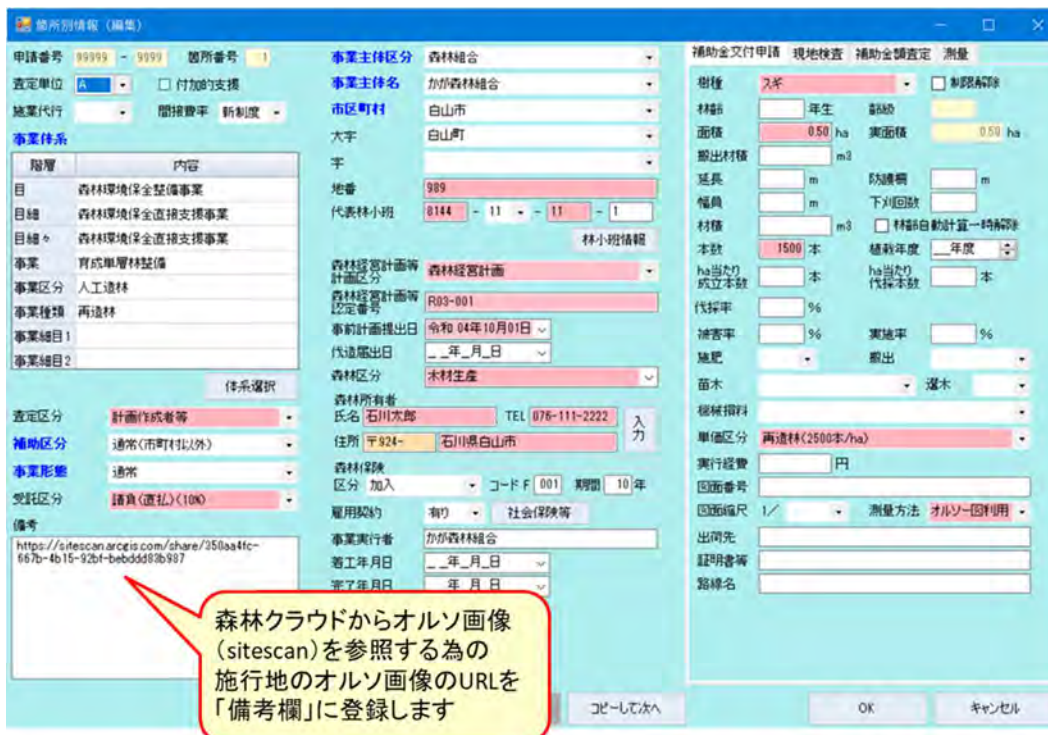 箇所別情報（編集）
申請番号 99999 - 9999 箇所番号 1
査定単位 A □ 付加的支援
施業代行 間接費率 新制度
事業体系
階層 内容
目 森林環境保全整備事業
目細 森林環境保全直接支援事業
目細々 森林環境保全直接支援事業
事業 育成単層林整備
事業区分 人工造林
事業種類 再造林
事業細目1
事業細目2
体系選択
査定区分 計画作成者等
補助区分 通常(市町村以外)
事業形態 通常
受託区分 請負(直払)(10%)
備考
https://sitescan.arcgis.com/share/350aa4fc-
667b-4b15-92bf-bebddd83b987
事業主体区分 森林組合
事業主体名 かが森林組合
市区町村 白山市
大字 白山町
字
地番 989
代表林小班 8144 - 11 - 11 - 1
林小班情報
森林経営計画等
計画区分 森林経営計画
森林経営計画等
認定番号 R03-001
事前計画提出日 令和 04年10月01日
伐造届出日 __年_月_日
森林区分 木材生産
森林所有者
氏名 石川太郎 TEL 076-111-2222
入力
住所 〒924- 石川県白山市
森林保険
区分 加入 コード F 001 期間 10 年
雇用契約 有り 社会保険等
事業実行者 かが森林組合
着工年月日 __年_月_日
完了年月日 __年_月_日
コピーして次へ
補助金交付申請 現地検査 補助金額査定 測量
樹種 スギ □ 制限解除
林齢 年生 齢級
面積 0.50 ha 実面積 0.50 ha
搬出材積 m3
延長 m 防護柵 m
幅員 m 下刈回数
材積 m3 □ 林齢自動計算一時解除
本数 1500 本 植栽年度 __年度
ha当たり
成立本数 本
ha当たり
伐採本数 本
伐採率 %
被害率 % 実施率 %
施肥 搬出
苗木 選木
機械損料
単価区分 再造林(2500本/ha)
実行経費 円
図面番号
図面縮尺 1/ 測量方法 オルソー図利用
出荷先
証明書等
路線名
OK キャンセル
森林クラウドからオルソ画像
（sitescan）を参照する為の
施行地のオルソ画像のURLを
「備考欄」に登録します